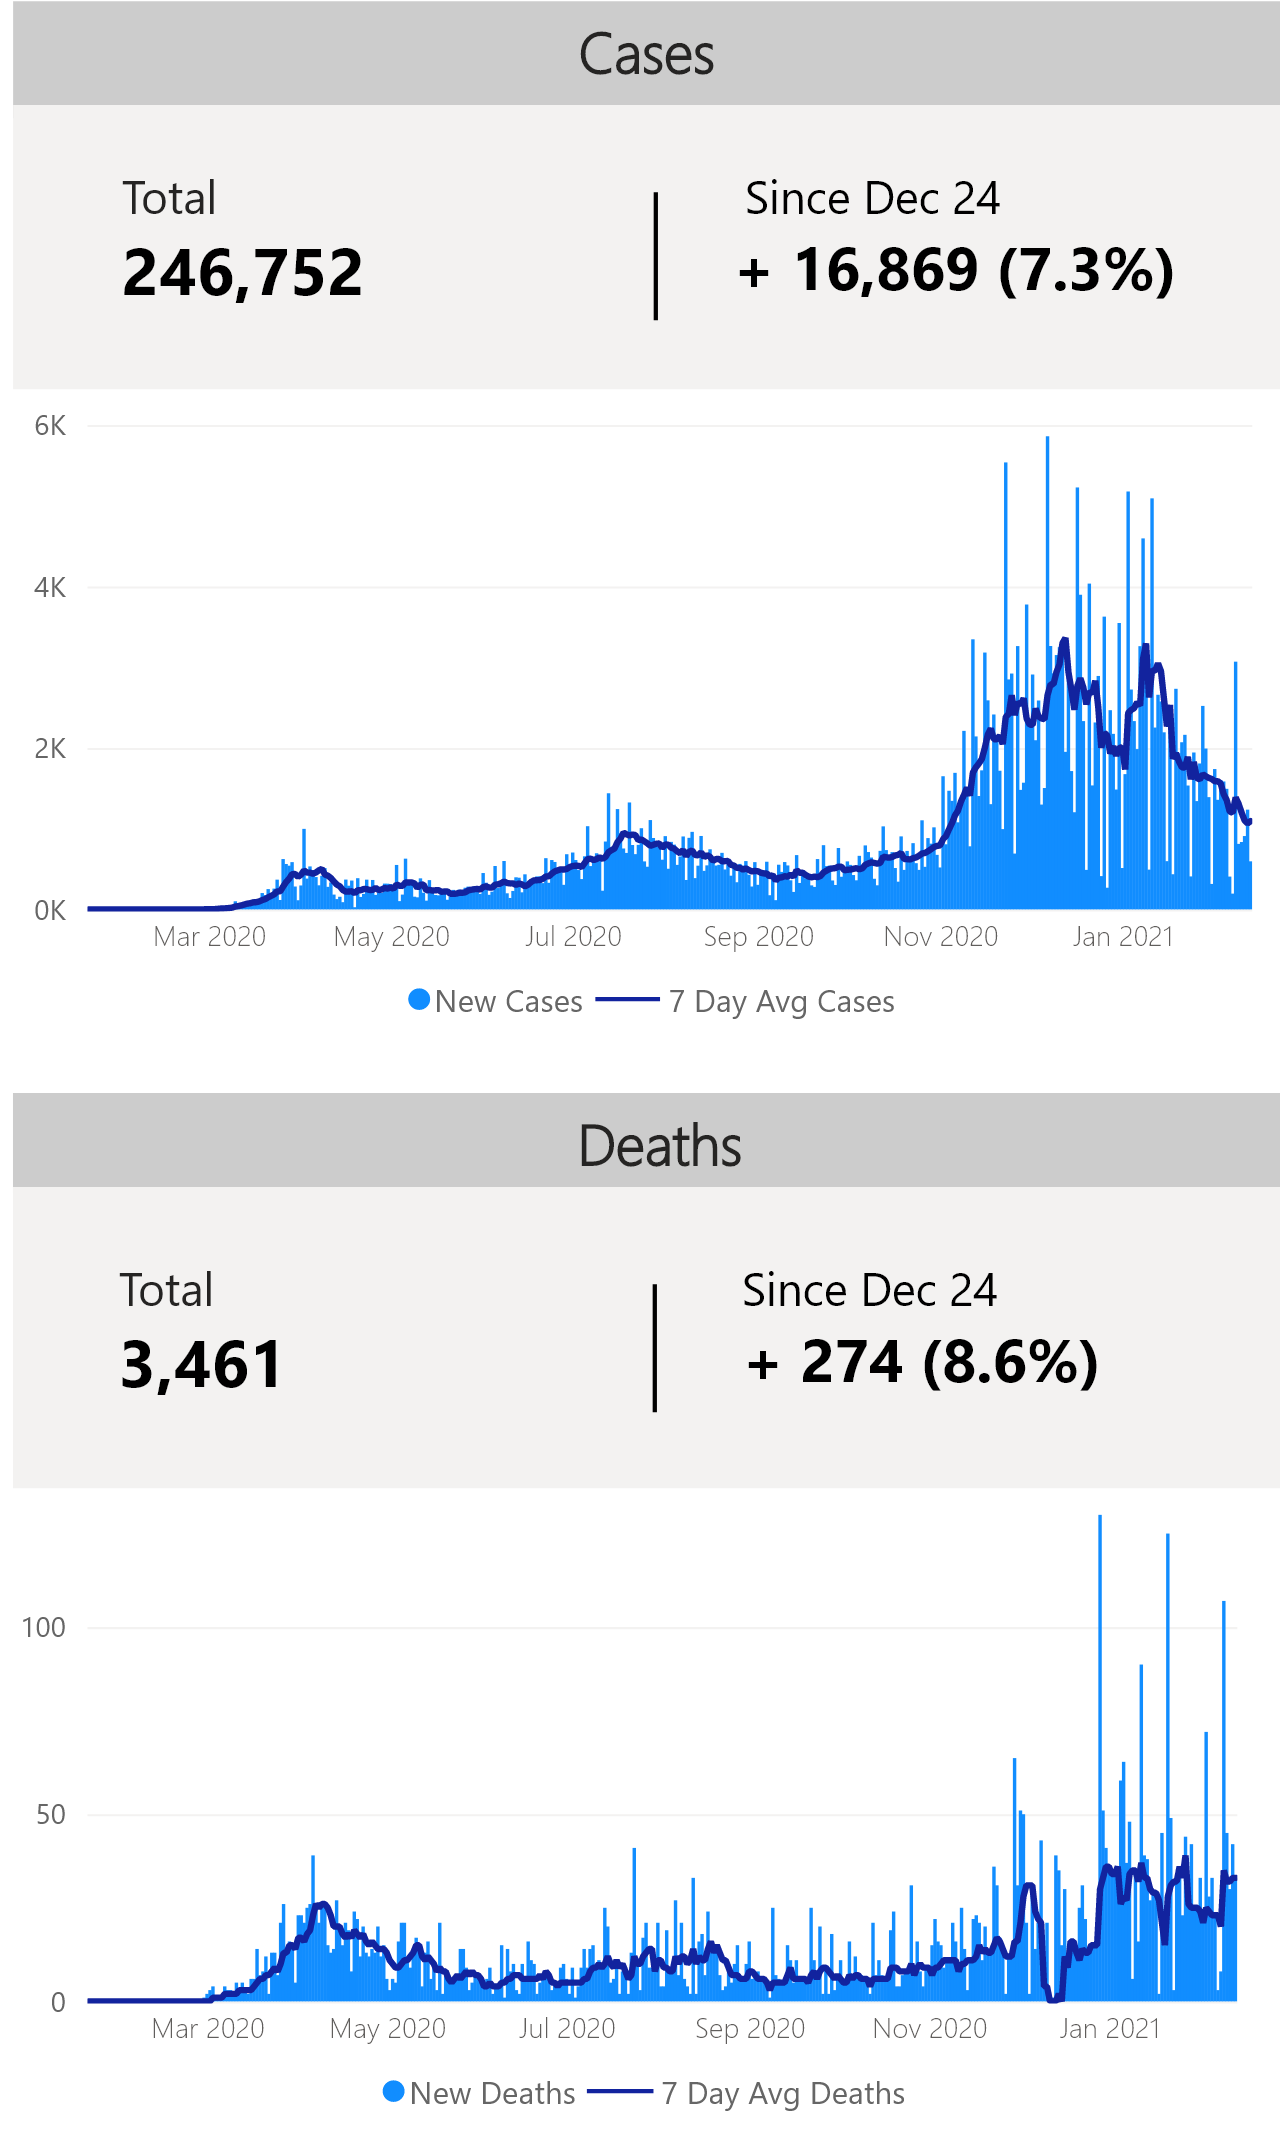 Cases
Total
Since Dec 24
246,752
+ 16,869 (7.3%)
6K
4K
2K
0K
Mar 2020 May 2020 Jul 2020 Sep 2020 Nov 2020 Jan 2021
New Cases 7 Day Avg Cases
Deaths
Total
Since Dec 24
3,461
+ 274 (8.6%)
100
50
0
Mar 2020 May 2020 Jul 2020 Sep 2020 Nov 2020 Jan 2021
New Deaths 7 Day Avg Deaths